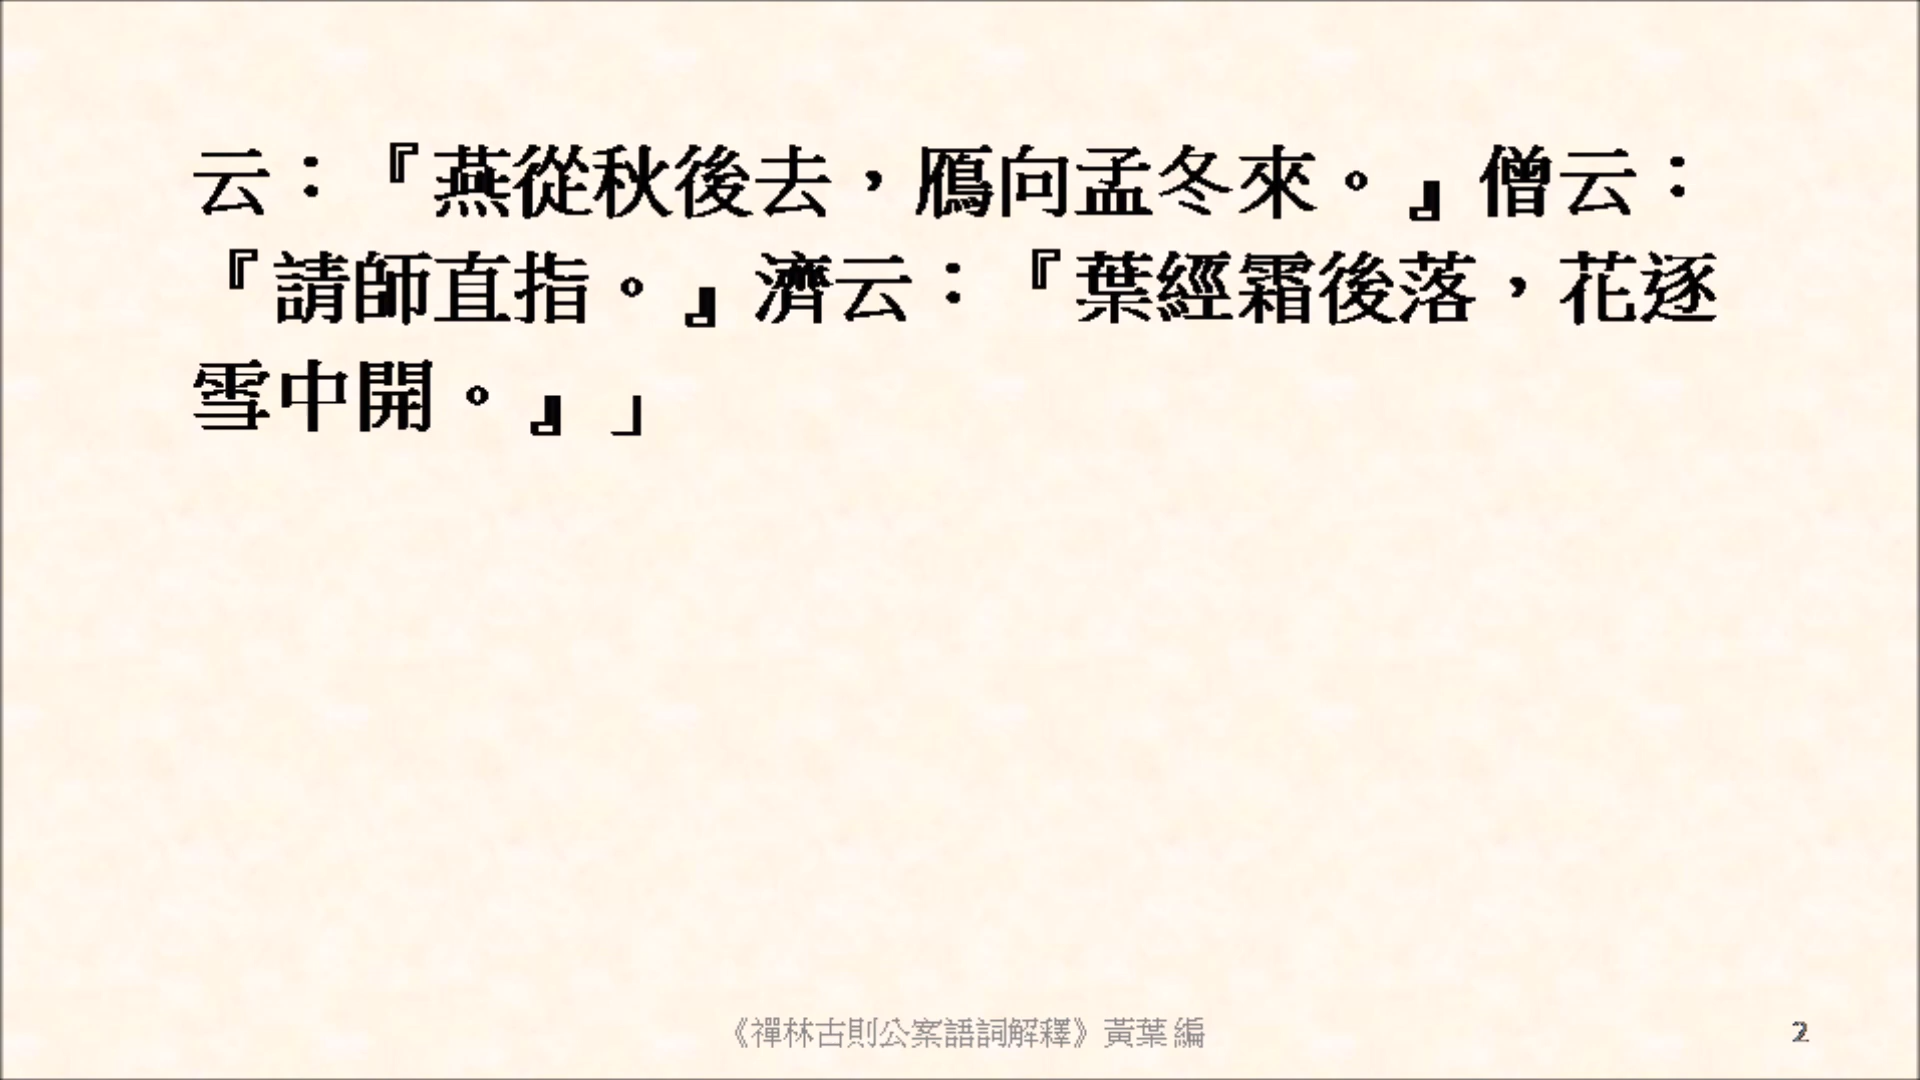 云：『燕從秋後去，鴈向孟冬來。』僧云：
『請師直指。』濟云：『葉經霜後落，花逐
雪中開。』」
《禪林古則公案語詞解釋》黃葉 編
2